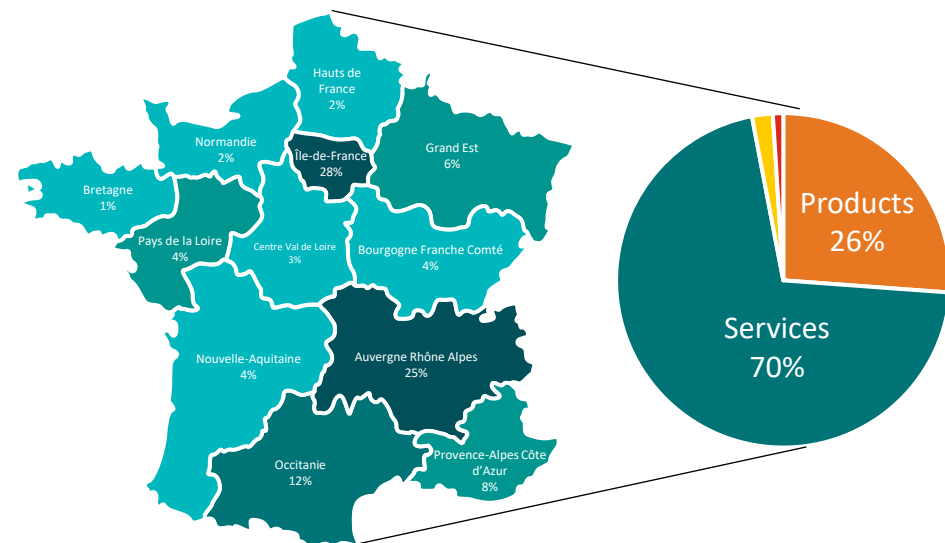 Hauts de
France
2%
Normandie
2%
Île-de-France
28%
Grand Est
6%
Bretagne
1%
Pays de la Loire
4%
Centre Val de Loire
3%
Bourgogne Franche Comté
4%
Nouvelle-Aquitaine
4%
Auvergne Rhône Alpes
25%
Occitanie
12%
Provence-Alpes Côte
d’Azur
8%
Products
26%
Services
70%